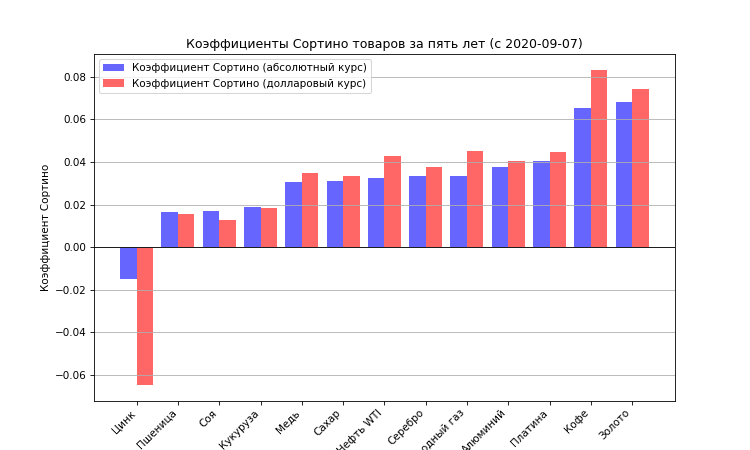 Коэффициенты Сортино товаров за пять лет (с 2020-09-07)
Коэффициент Сортино (абсолютный курс)
Коэффициент Сортино (долларовый курс)
Коэффициент Сортино
0.08
0.06
0.04
0.02
0.00
−0.02
−0.04
−0.06
Цинк
Пшеница
Соя
Кукуруза
Медь
Сахар
Нефть WTI
Серебро
одный газ
Алюминий
Платина
Кофе
Золото